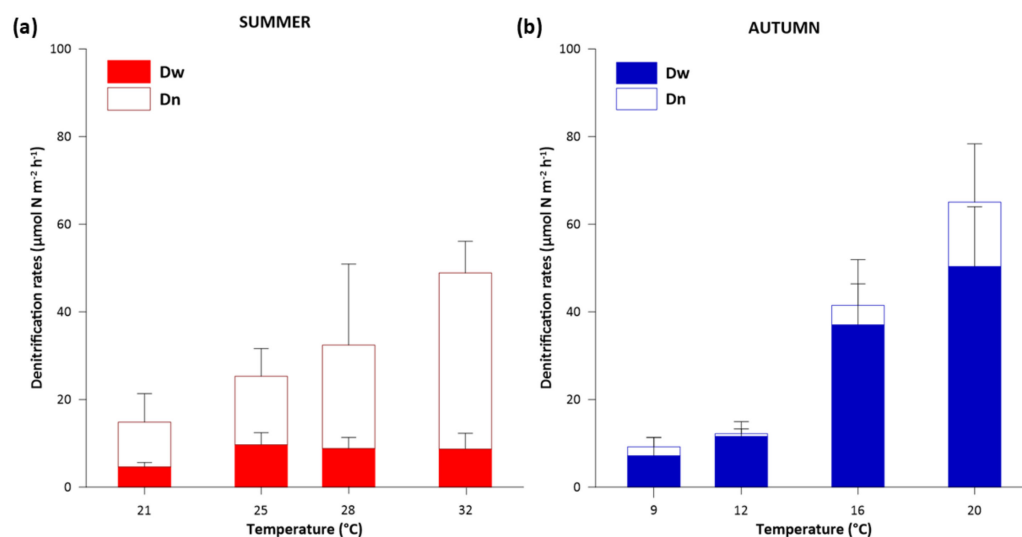 (a)
SUMMER
100
80
60
40
20
0
Denitrification rates (µmol N m⁻² h⁻¹)
Dw
Dn
21
25
28
32
Temperature (°C)
(b)
AUTUMN
100
80
60
40
20
0
Denitrification rates (µmol N m⁻² h⁻¹)
Dw
Dn
9
12
16
20
Temperature (°C)